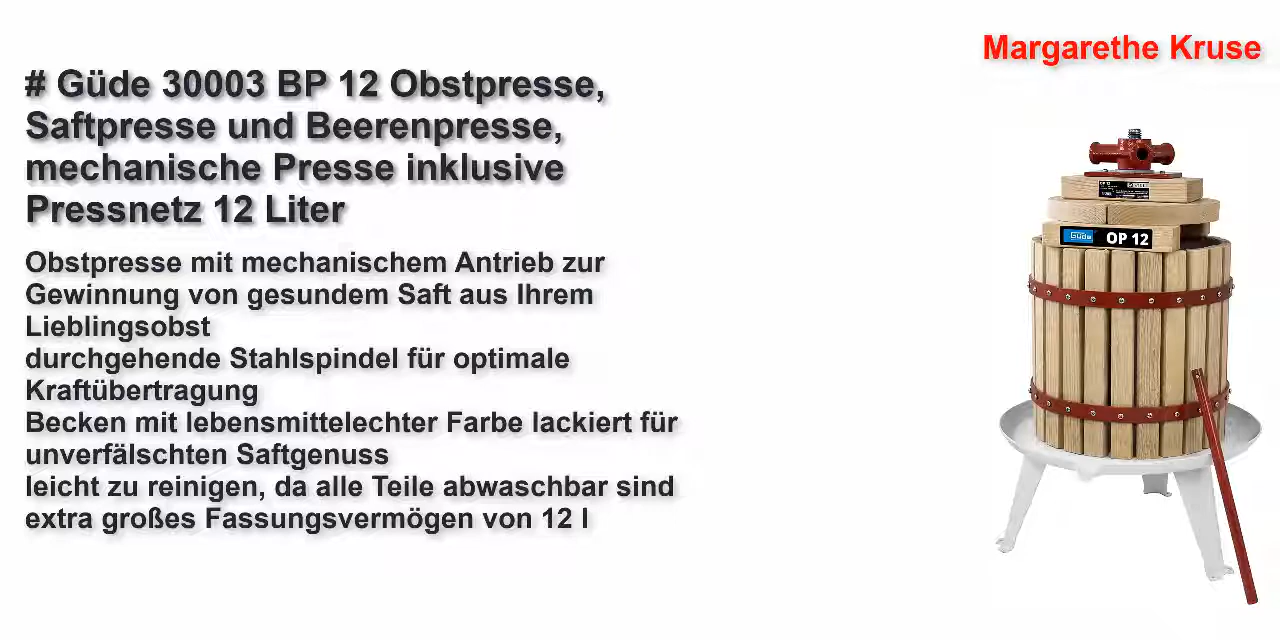 Margarethe Kruse
# Güde 30003 BP 12 Obstpresse,
Saftpresse und Beerenpresse,
mechanische Presse inklusive
Pressnetz 12 Liter
Obstpresse mit mechanischem Antrieb zur
Gewinnung von gesundem Saft aus Ihrem
Lieblingsobst
durchgehende Stahlspindel für optimale
Kraftübertragung
Becken mit lebensmittelechter Farbe lackiert für
unverfälschten Saftgenuss
leicht zu reinigen, da alle Teile abwaschbar sind
extra großes Fassungsvermögen von 12 l
OP 12
Güde OP 12